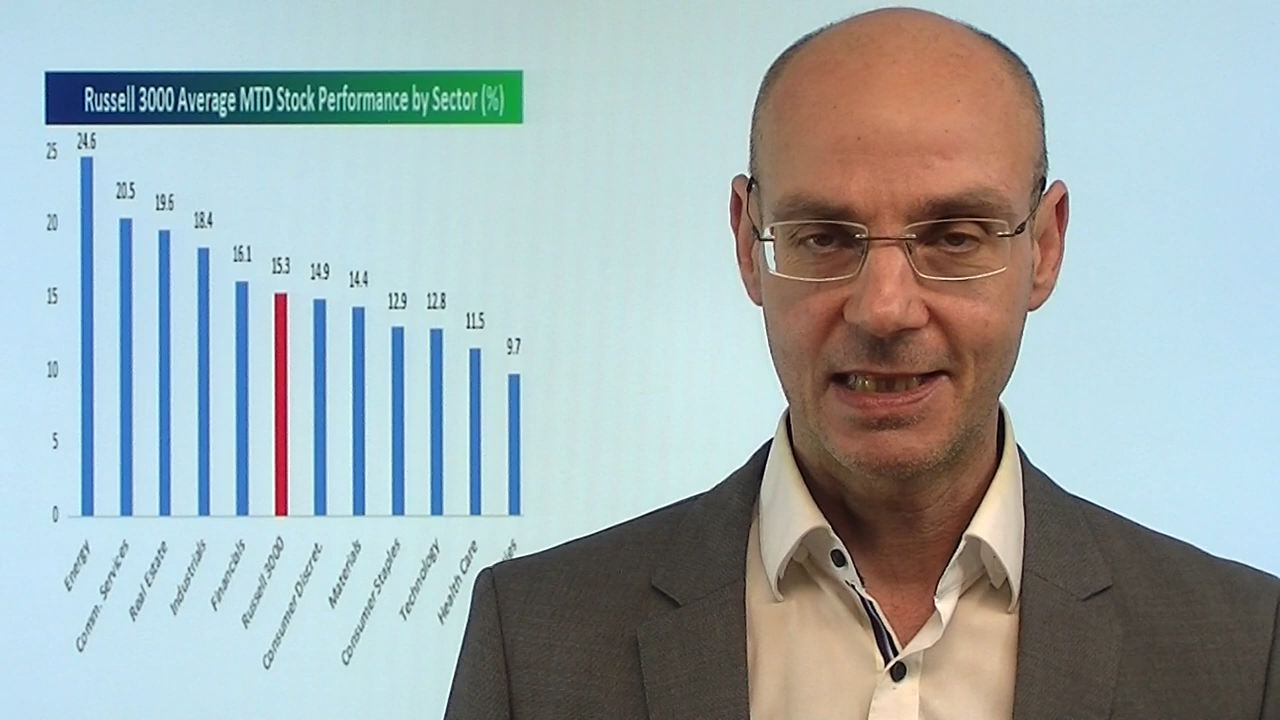 Russell 3000 Average MTD Stock Performance by Sector (%)
25
20
15
10
5
0
24.6
20.5
19.6
18.4
16.1
15.3
14.9
14.4
12.9
12.8
11.5
9.7
Energy
Comm. Services
Real Estate
Industrials
Financials
Russell 3000
Consumer Discret.
Materials
Consumer Staples
Technology
Health Care